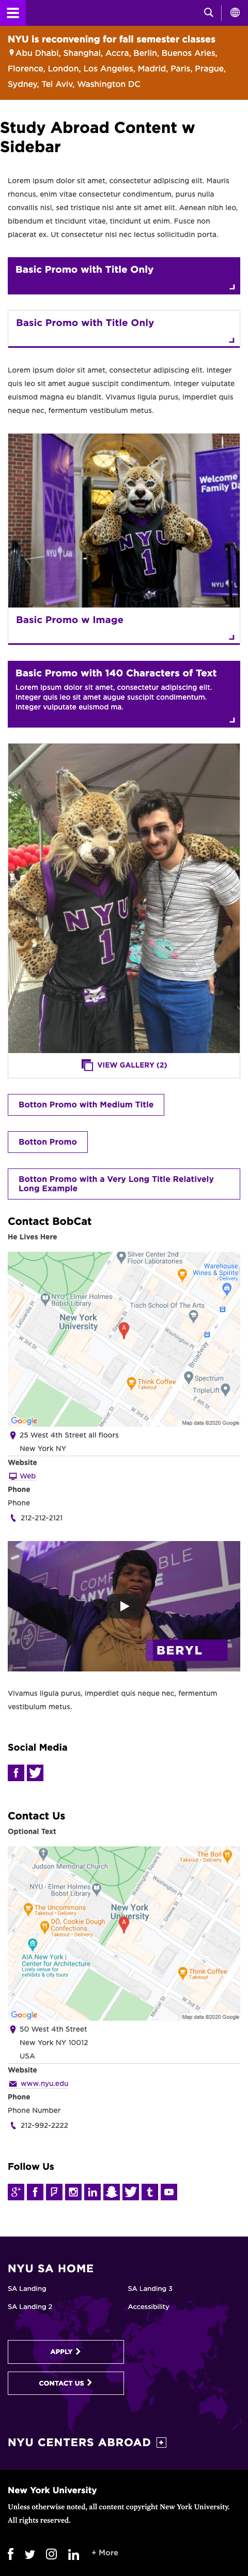 NYU is reconvening for fall semester classes
Abu Dhabi, Shanghai, Accra, Berlin, Buenos Aries,
Florence, London, Los Angeles, Madrid, Paris, Prague,
Sydney, Tel Aviv, Washington DC
Study Abroad Content w
Sidebar
Lorem ipsum dolor sit amet, consectetur adipiscing elit. Mauris
rhoncus, enim vitae consectetur condimentum, purus nulla
convallis nisl, sed tristique nisl ante sit amet elit. Aenean nibh leo,
bibendum et tincidunt vitae, tincidunt ut enim. Fusce non
placerat ex. Ut consectetur nisl nec lectus sollicitudin porta.
Basic Promo with Title Only
Basic Promo with Title Only
Lorem ipsum dolor sit amet, consectetur adipiscing elit. Integer
quis leo sit amet augue suscipit condimentum. Integer vulputate
euismod magna eu blandit. Vivamus ligula purus, imperdiet quis
neque nec, fermentum vestibulum metus.
NYU LAW
Welcome
Family Da
NYU
1
NYU L
Basic Promo w Image
Basic Promo with 140 Characters of Text
Lorem ipsum dolor sit amet, consectetur adipiscing elit.
Integer quis leo sit amet augue suscipit condimentum.
Integer vulputate euismod ma.
NYU
1
VIEW GALLERY (2)
Botton Promo with Medium Title
Botton Promo
Botton Promo with a Very Long Title Relatively
Long Example
Contact BobCat
He Lives Here
Silver Center 2nd
Floor Laboratories
Warehouse
Wines & Spirits
Delivery
NYU - Elmer Holmes
Bobst Library
Tisch School Of The Arts
New York
University
A
Washington Pl
Broadway
Spectrum
Think Coffee
Takeout
TripleLift
Google
Map data ©2020 Google
25 West 4th Street all floors
New York NY
Website
Web
Phone
Phone
212-212-2121
BERYL
Vivamus ligula purus, imperdiet quis neque nec, fermentum
vestibulum metus.
Social Media
Contact Us
Optional Text
Judson Memorial Church
The Boil
Takeout • Delivery
NYU - Elmer Holmes
Bobst Library
The Uncommons
Takeout • Delivery
New York
University
A
DŌ, Cookie Dough
Confections
Takeout • Delivery
AIA New York |
Center for Architecture
Lively venue for
exhibits & city tours
Think Coffee
Takeout
Google
Map data ©2020 Google
50 West 4th Street
New York NY 10012
USA
Website
www.nyu.edu
Phone
Phone Number
212-992-2222
Follow Us
NYU SA HOME
SA Landing
SA Landing 3
SA Landing 2
Accessibility
APPLY
CONTACT US
NYU CENTERS ABROAD
New York University
Unless otherwise noted, all content copyright New York University.
All rights reserved.
+ More